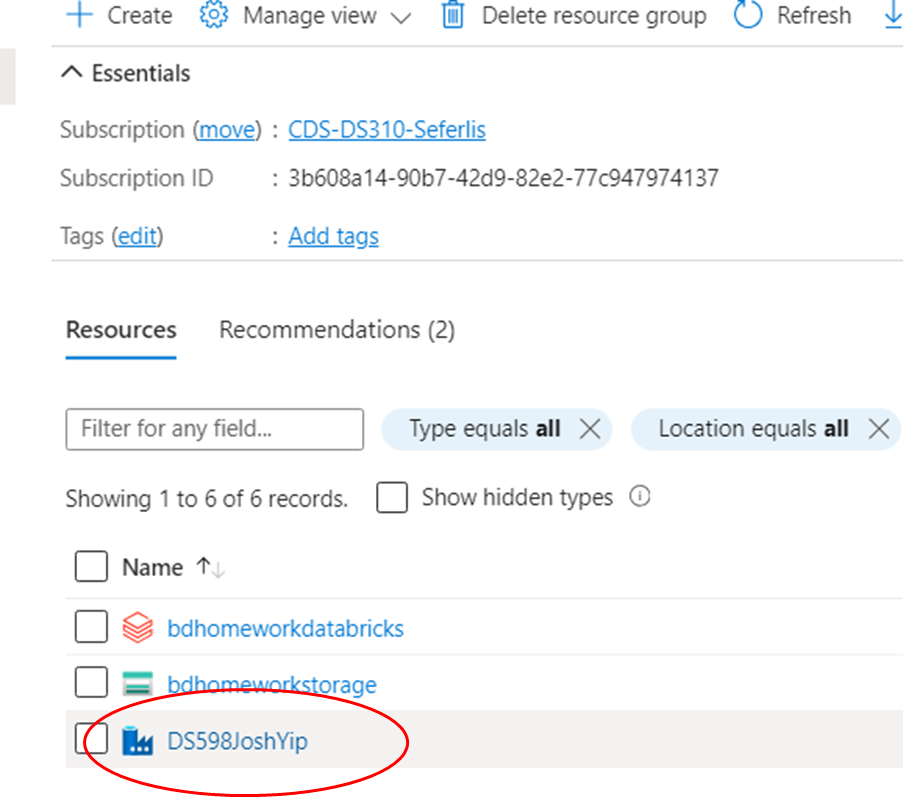 Create Manage view Delete resource group Refresh
Essentials
Subscription (move) : CDS-DS310-Seferlis
Subscription ID : 3b608a14-90b7-42d9-82e2-77c947974137
Tags (edit) : Add tags
Resources Recommendations (2)
Filter for any field... Type equals all Location equals all
Showing 1 to 6 of 6 records. Show hidden types
Name
bdhomeworkdatabricks
bdhomeworkstorage
DS598JoshYip